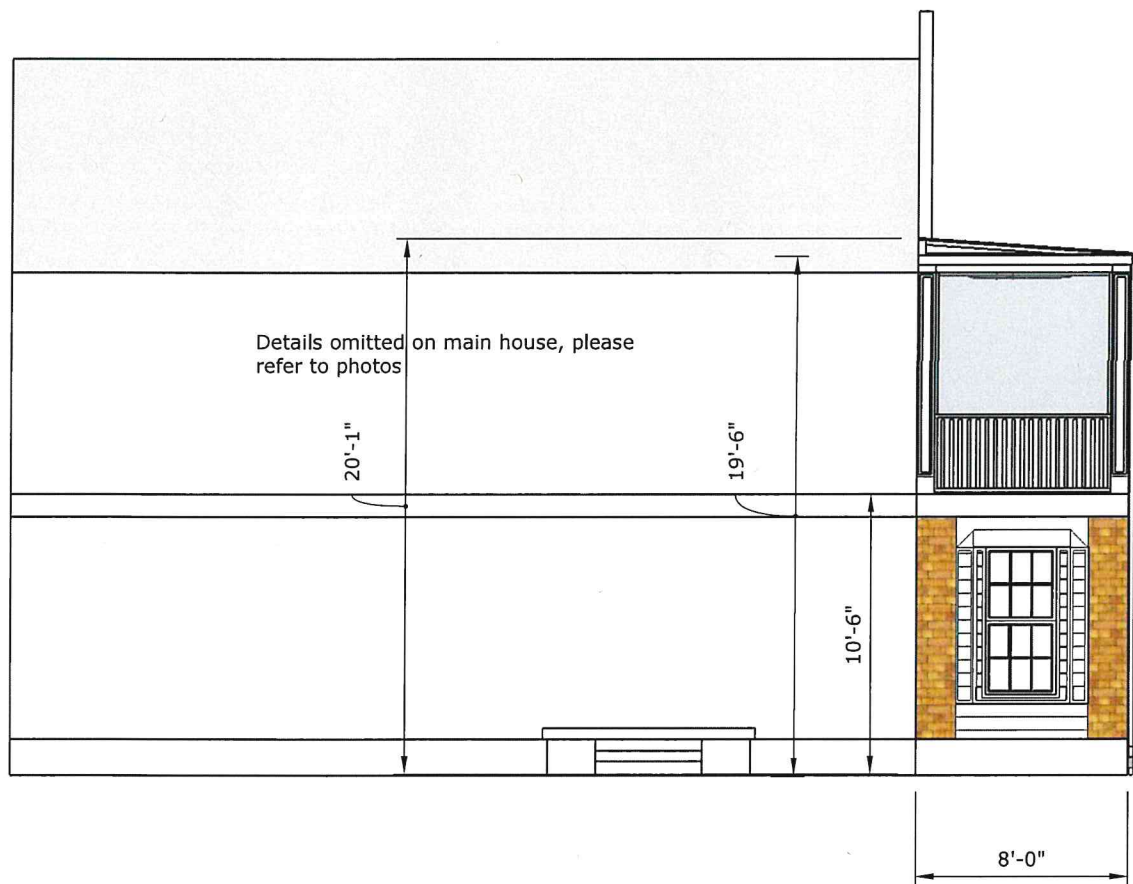 Details omitted on main house, please
refer to photos
20'-1"
19'-6"
10'-6"
8'-0"